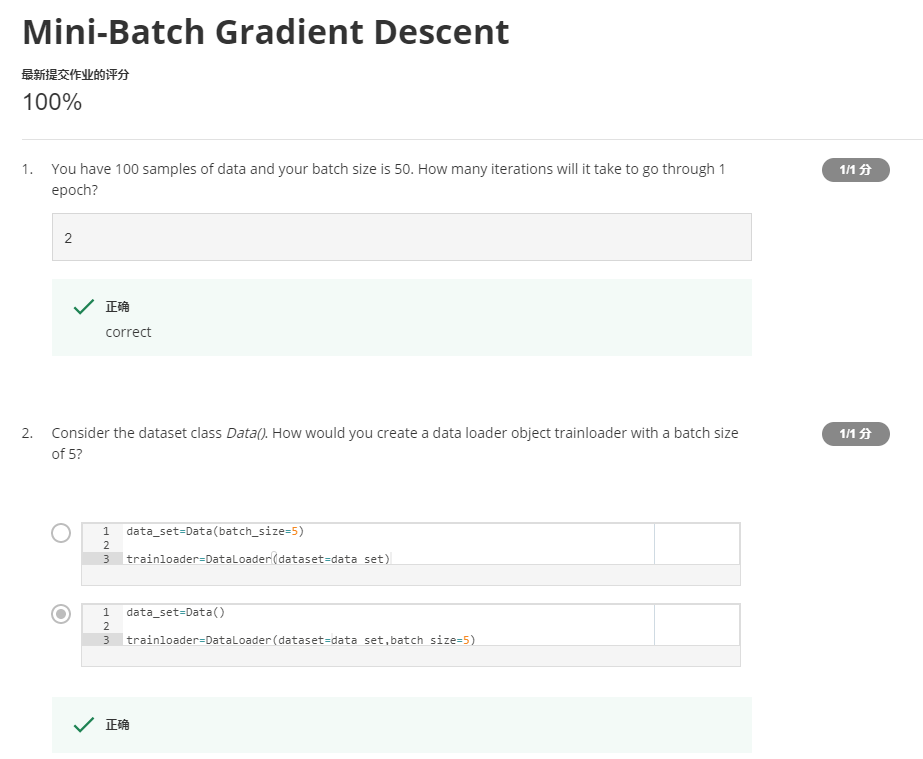 Mini-Batch Gradient Descent
最新提交作业的评分
100%
1. You have 100 samples of data and your batch size is 50. How many iterations will it take to go through 1
epoch?
1/1 分
2
正确
correct
2. Consider the dataset class Data(). How would you create a data loader object trainloader with a batch size
of 5?
1/1 分
1 data_set=Data(batch_size=5)
2
3 trainloader=DataLoader(dataset=data_set)
1 data_set=Data()
2
3 trainloader=DataLoader(dataset=data_set,batch_size=5)
正确